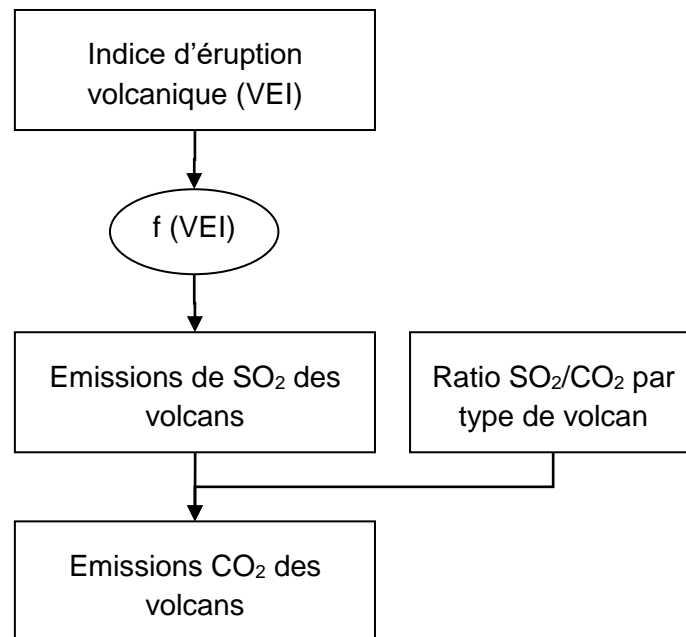 Indice d’éruption
volcanique (VEI)
f (VEI)
Emissions de SO₂ des
volcans
Ratio SO₂/CO₂ par
type de volcan
Emissions CO₂ des
volcans